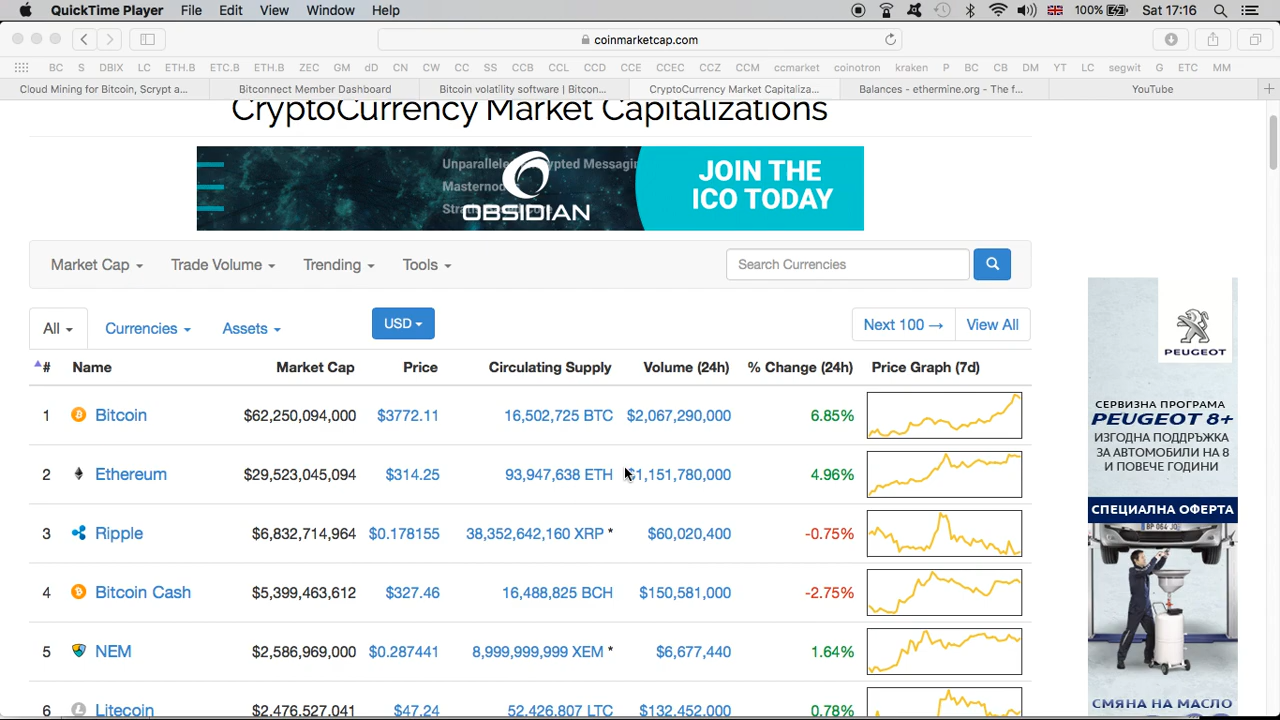 QuickTime Player File Edit View Window Help 100% Sat 17:16
coinmarketcap.com
BC S DBIX LC ETH.B ETC.B ETH.B ZEC GM dD CN CW CC SS CCB CCL CCD CCE CCEC CCZ CCM ccmarket coinotron kraken P BC CB DM YT LC segwit G ETC MM
Cloud Mining for Bitcoin, Scrypt a... Bitconnect Member Dashboard Bitcoin volatility software | Bitcon... CryptoCurrency Market Capitaliza... Balances - ethermine.org - The f... YouTube
CryptoCurrency Market Capitalizations
OBSIDIAN
JOIN THE
ICO TODAY
Market Cap Trade Volume Trending Tools Search Currencies
All Currencies Assets USD Next 100 → View All
# Name Market Cap Price Circulating Supply Volume (24h) % Change (24h) Price Graph (7d)
1 Bitcoin $62,250,094,000 $3772.11 16,502,725 BTC $2,067,290,000 6.85%
2 Ethereum $29,523,045,094 $314.25 93,947,638 ETH $1,151,780,000 4.96%
3 Ripple $6,832,714,964 $0.178155 38,352,642,160 XRP * $60,020,400 -0.75%
4 Bitcoin Cash $5,399,463,612 $327.46 16,488,825 BCH $150,581,000 -2.75%
5 NEM $2,586,969,000 $0.287441 8,999,999,999 XEM * $6,677,440 1.64%
6 Litecoin $2,476,527,041 $47.24 52,426,807 LTC $132,452,000 0.78%
PEUGEOT
СЕРВИЗНА ПРОГРАМА
PEUGEOT 8+
ИЗГОДНА ПОДДРЪЖКА
ЗА АВТОМОБИЛИ НА 8
И ПОВЕЧЕ ГОДИНИ
СПЕЦИАЛНА ОФЕРТА
СМЯНА НА МАСЛО